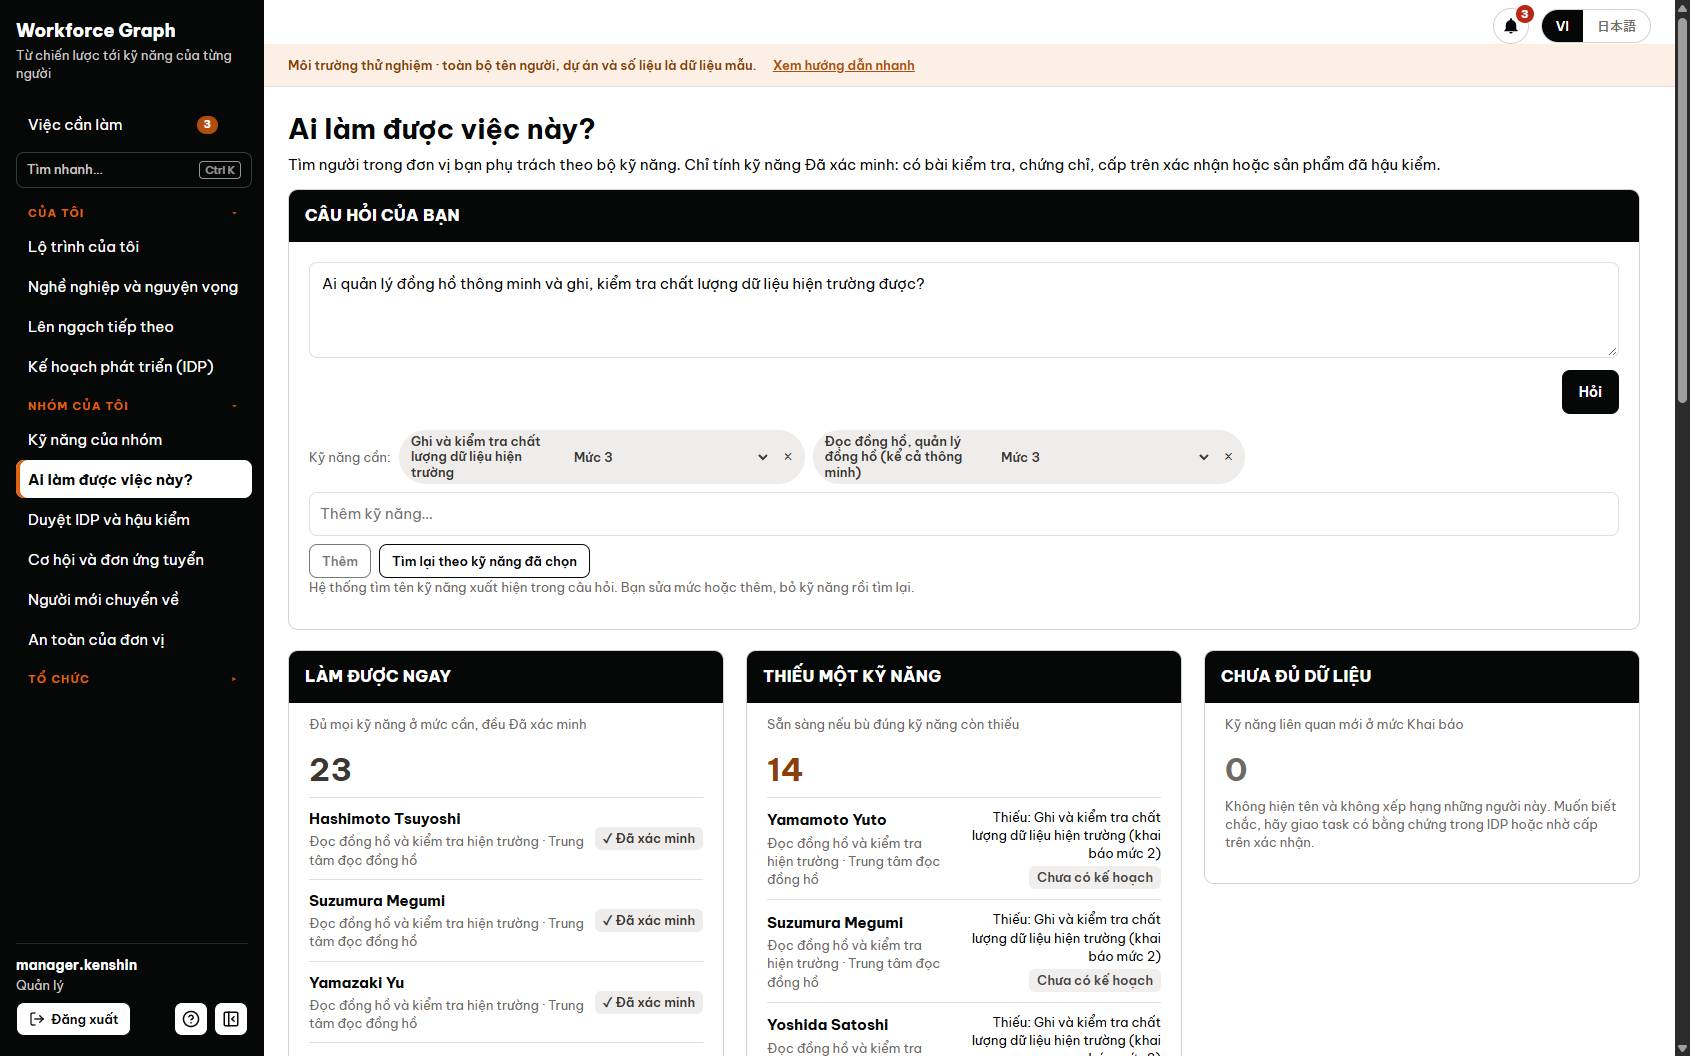 Workforce Graph
Từ chiến lược tới kỹ năng của từng
người
Việc cần làm
3
Tìm nhanh...
Ctrl K
CỦA TÔI
Lộ trình của tôi
Nghề nghiệp và nguyện vọng
Lên ngạch tiếp theo
Kế hoạch phát triển (IDP)
NHÓM CỦA TÔI
Kỹ năng của nhóm
Ai làm được việc này?
Duyệt IDP và hậu kiểm
Cơ hội và đơn ứng tuyển
Người mới chuyển về
An toàn của đơn vị
TỔ CHỨC
manager.kenshin
Quản lý
Đăng xuất
3
VI
日本語
Môi trường thử nghiệm · toàn bộ tên người, dự án và số liệu là dữ liệu mẫu. Xem hướng dẫn nhanh
Ai làm được việc này?
Tìm người trong đơn vị bạn phụ trách theo bộ kỹ năng. Chỉ tính kỹ năng Đã xác minh: có bài kiểm tra, chứng chỉ, cấp trên xác nhận hoặc sản phẩm đã hậu kiểm.
CÂU HỎI CỦA BẠN
Ai quản lý đồng hồ thông minh và ghi, kiểm tra chất lượng dữ liệu hiện trường được?
Hỏi
Kỹ năng cần:
Ghi và kiểm tra chất
lượng dữ liệu hiện
trường
Mức 3
×
Đọc đồng hồ, quản lý
đồng hồ (kể cả thông
minh)
Mức 3
×
Thêm kỹ năng...
Thêm
Tìm lại theo kỹ năng đã chọn
Hệ thống tìm tên kỹ năng xuất hiện trong câu hỏi. Bạn sửa mức hoặc thêm, bỏ kỹ năng rồi tìm lại.
LÀM ĐƯỢC NGAY
Đủ mọi kỹ năng ở mức cần, đều Đã xác minh
23
Hashimoto Tsuyoshi
Đọc đồng hồ và kiểm tra hiện trường · Trung
tâm đọc đồng hồ
✓ Đã xác minh
Suzumura Megumi
Đọc đồng hồ và kiểm tra hiện trường · Trung
tâm đọc đồng hồ
✓ Đã xác minh
Yamazaki Yu
Đọc đồng hồ và kiểm tra hiện trường · Trung
tâm đọc đồng hồ
✓ Đã xác minh
THIẾU MỘT KỸ NĂNG
Sẵn sàng nếu bù đúng kỹ năng còn thiếu
14
Yamamoto Yuto
Đọc đồng hồ và kiểm tra
hiện trường · Trung tâm đọc
đồng hồ
Thiếu: Ghi và kiểm tra chất
lượng dữ liệu hiện trường (khai
báo mức 2)
Chưa có kế hoạch
Suzumura Megumi
Đọc đồng hồ và kiểm tra
hiện trường · Trung tâm đọc
đồng hồ
Thiếu: Ghi và kiểm tra chất
lượng dữ liệu hiện trường (khai
báo mức 2)
Chưa có kế hoạch
Yoshida Satoshi
Đọc đồng hồ và kiểm tra
Thiếu: Ghi và kiểm tra chất
lượng dữ liệu hiện trường (khai
CHƯA ĐỦ DỮ LIỆU
Kỹ năng liên quan mới ở mức Khai báo
0
Không hiện tên và không xếp hạng những người này. Muốn biết
chắc, hãy giao task có bằng chứng trong IDP hoặc nhờ cấp
trên xác nhận.